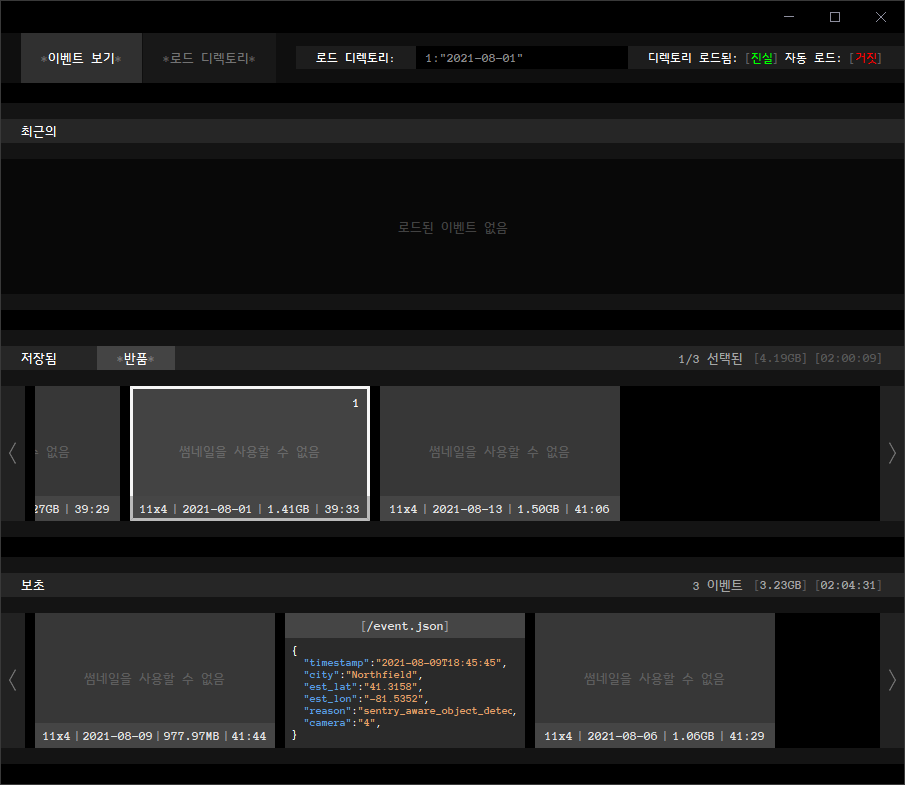 *이벤트 보기* *로드 디렉토리* 로드 디렉토리: 1:"2021-08-01" 디렉토리 로드됨: [진실] 자동 로드: [거짓]
최근의
로드된 이벤트 없음
저장됨 *반품* 1/3 선택된 [4.19GB] [02:00:09]
1
없음 썸네일을 사용할 수 없음 썸네일을 사용할 수 없음
27GB | 39:29 11x4 | 2021-08-01 | 1.41GB | 39:33 11x4 | 2021-08-13 | 1.50GB | 41:06
보초 3 이벤트 [3.23GB] [02:04:31]
[/event.json]
{
"timestamp":"2021-08-09T18:45:45",
"city":"Northfield",
"est_lat":"41.3158",
"est_lon":"-81.5352",
"reason":"sentry_aware_object_detec,
"camera":"4",
}
썸네일을 사용할 수 없음 썸네일을 사용할 수 없음
11x4 | 2021-08-09 | 977.97MB | 41:44 11x4 | 2021-08-06 | 1.06GB | 41:29